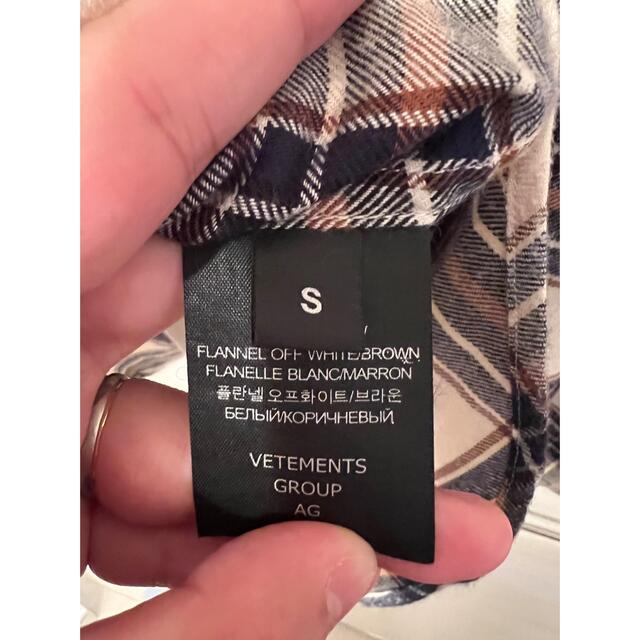 S
FLANNEL OFF WHITE/BROWN
FLANELLE BLANC/MARRON
플란넬 오프화이트/브라운
БЕЛЫЙ/КОРИЧНЕВЫЙ
VETEMENTS
GROUP
AG